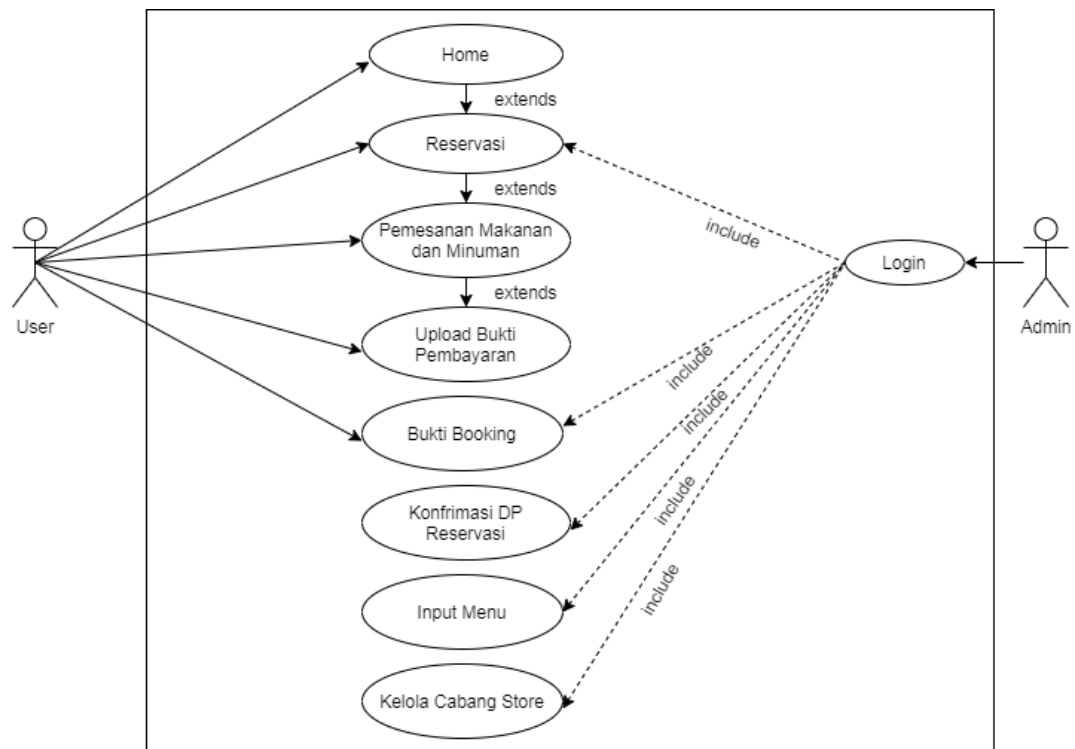 Home
extends
Reservasi
extends
Pemesanan Makanan
dan Minuman
extends
Upload Bukti
Pembayaran
Bukti Booking
Konfrimasi DP
Reservasi
Input Menu
Kelola Cabang Store
User
include
include
include
include
include
Login
Admin